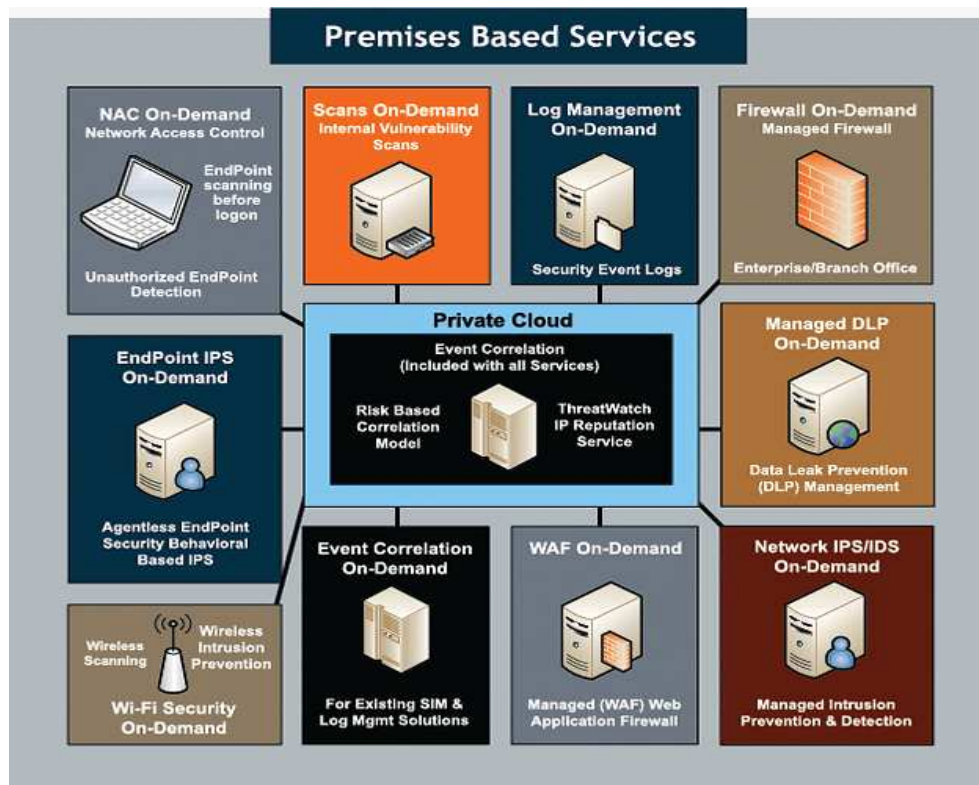 Premises Based Services
NAC On-Demand
Network Access Control
EndPoint
scanning
before
logon
Unauthorized EndPoint
Detection
Scans On-Demand
Internal Vulnerability
Scans
Log Management
On-Demand
Security Event Logs
Firewall On-Demand
Managed Firewall
Enterprise/Branch Office
EndPoint IPS
On-Demand
Agentless EndPoint
Security Behavioral
Based IPS
Private Cloud
Event Correlation
(Included with all Services)
Risk Based
Correlation
Model
ThreatWatch
IP Reputation
Service
Managed DLP
On-Demand
Data Leak Prevention
(DLP) Management
Wireless
Scanning
Wireless
Intrusion
Prevention
Wi-Fi Security
On-Demand
Event Correlation
On-Demand
For Existing SIM &
Log Mgmt Solutions
WAF On-Demand
Managed (WAF) Web
Application Firewall
Network IPS/IDS
On-Demand
Managed Intrusion
Prevention & Detection